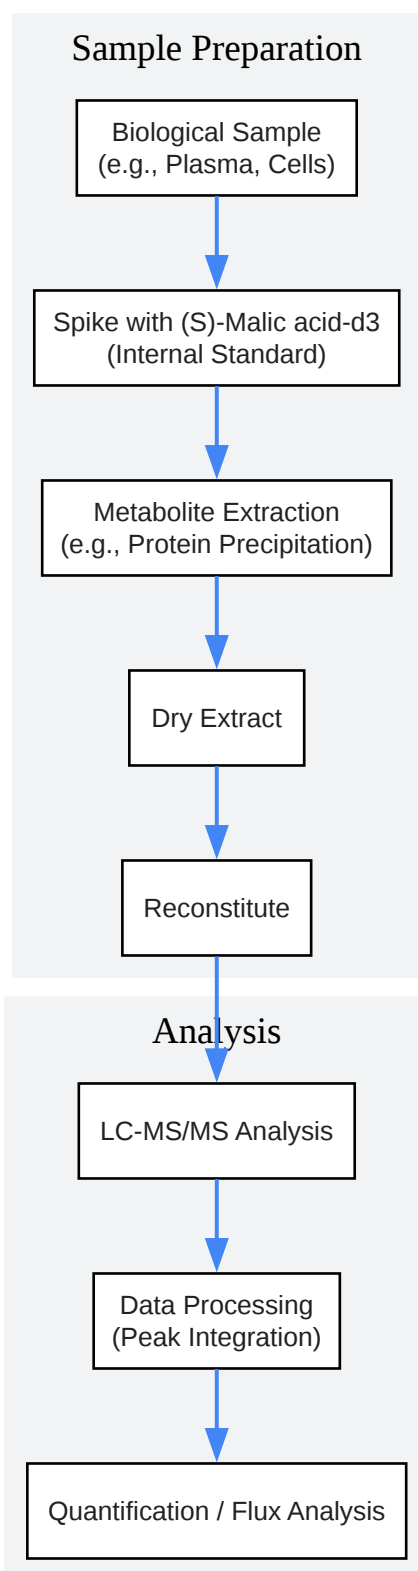 Sample Preparation
Biological Sample
(e.g., Plasma, Cells)
Spike with (S)-Malic acid-d3
(Internal Standard)
Metabolite Extraction
(e.g., Protein Precipitation)
Dry Extract
Reconstitute
Analysis
LC-MS/MS Analysis
Data Processing
(Peak Integration)
Quantification / Flux Analysis